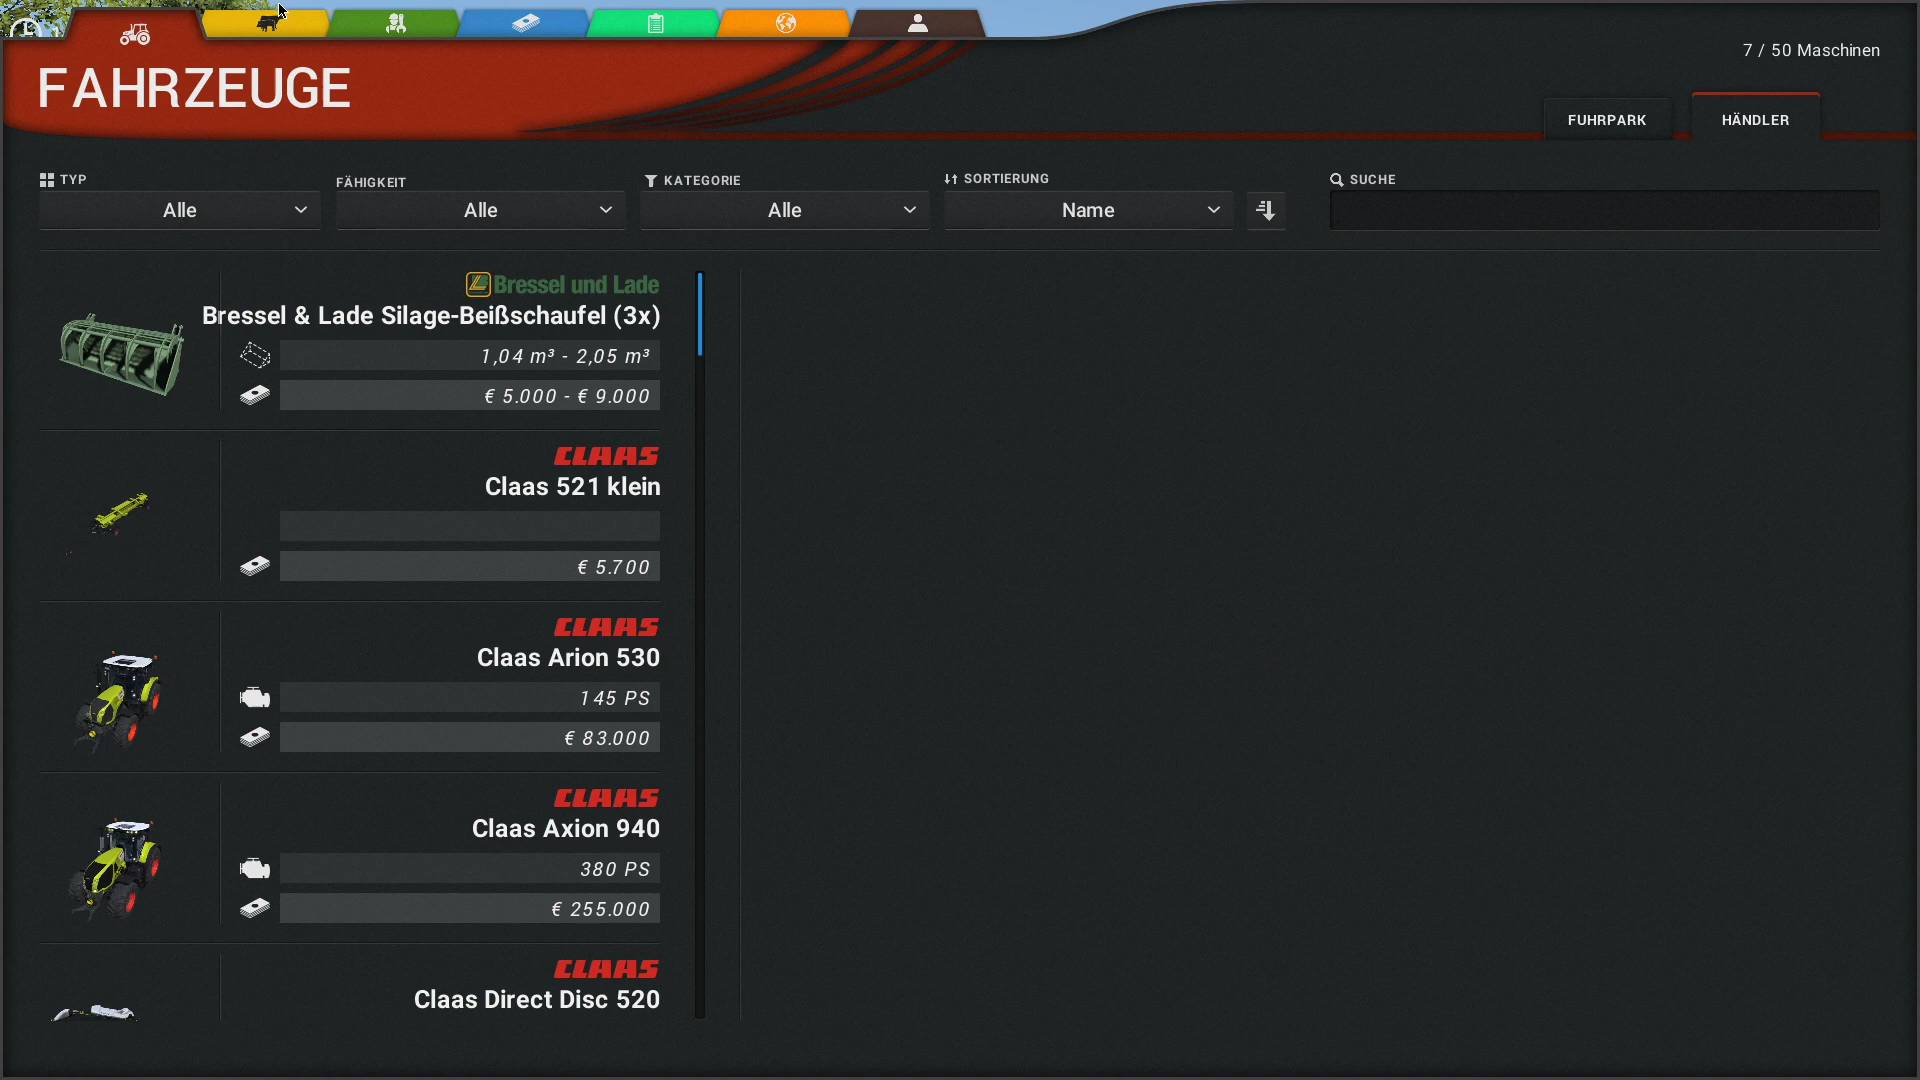 7 / 50 Maschinen
FAHRZEUGE
FUHRPARK
HÄNDLER
TYP
FÄHIGKEIT
KATEGORIE
SORTIERUNG
SUCHE
Alle
Alle
Alle
Name
Bressel und Lade
Bressel & Lade Silage-Beißschaufel (3x)
1,04 m³ - 2,05 m³
€ 5.000 - € 9.000
CLAAS
Claas 521 klein
€ 5.700
CLAAS
Claas Arion 530
145 PS
€ 83.000
CLAAS
Claas Axion 940
380 PS
€ 255.000
CLAAS
Claas Direct Disc 520